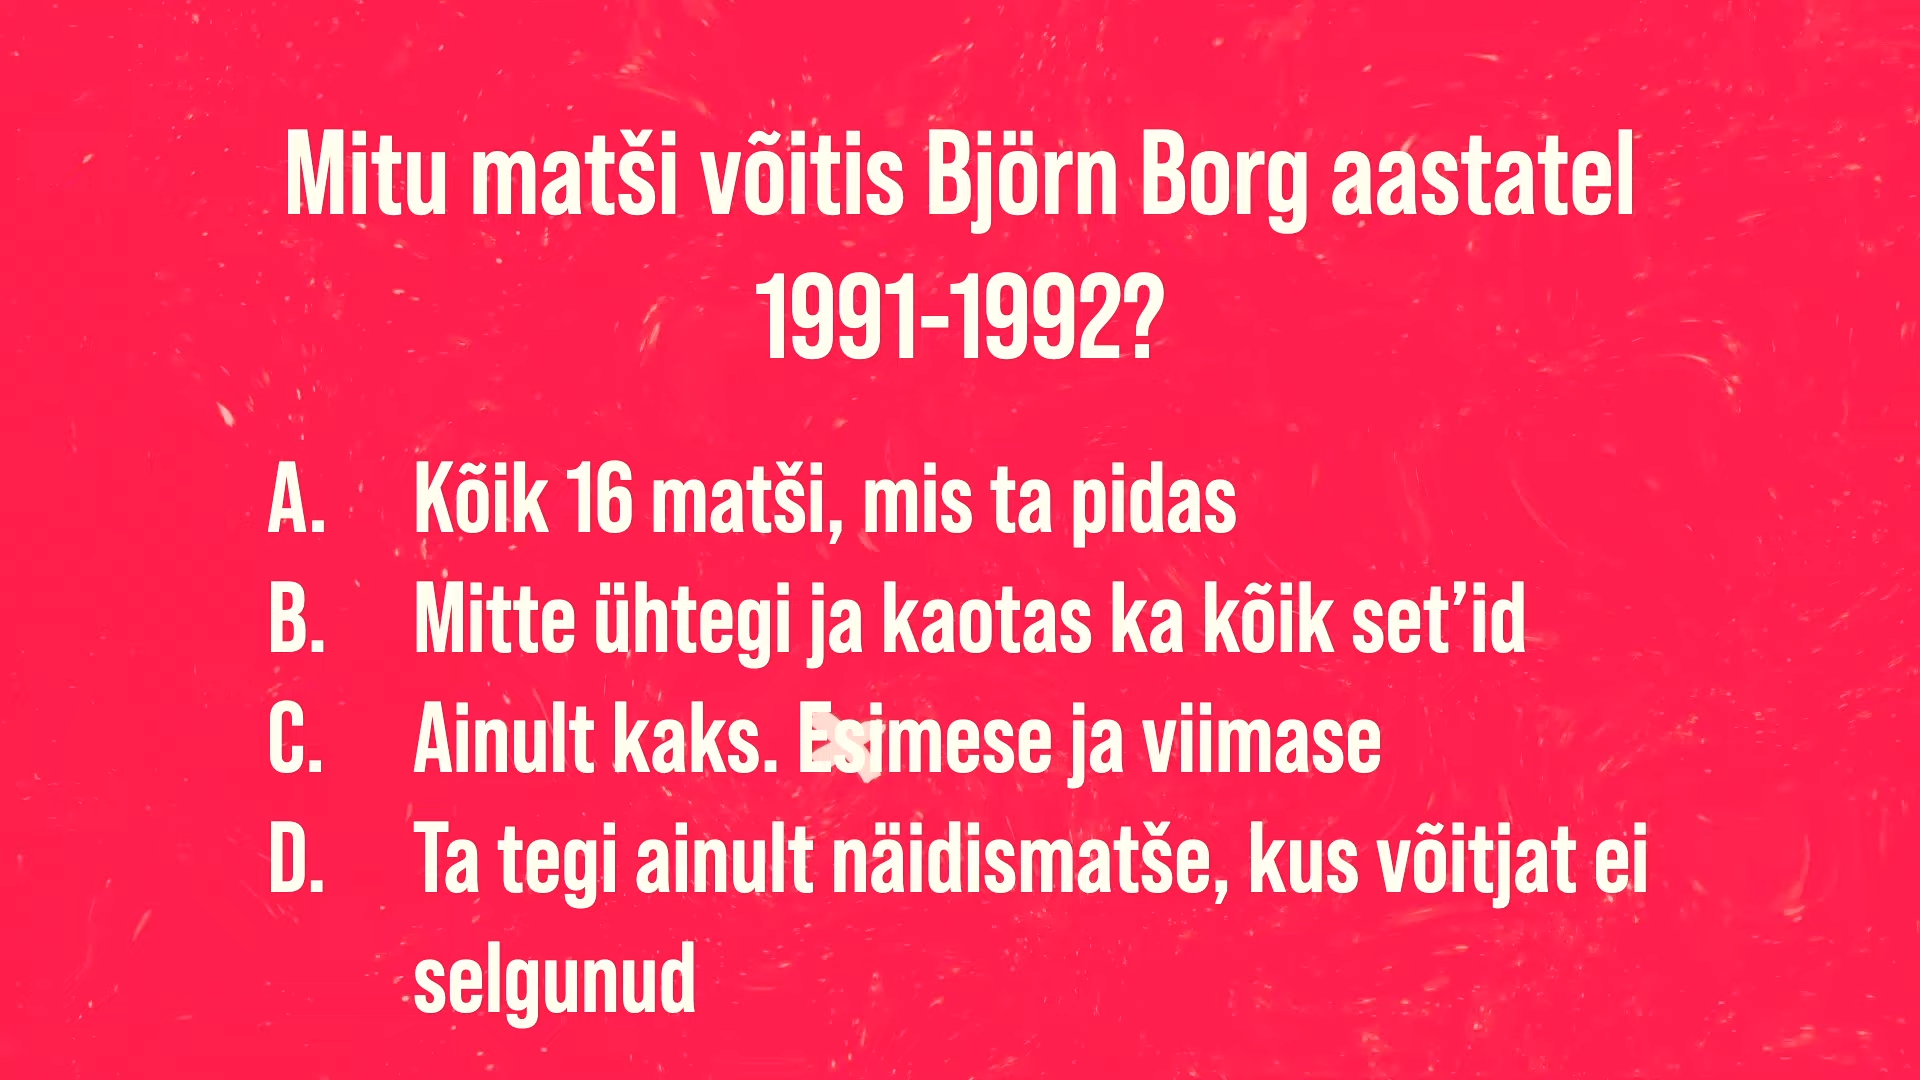 Mitu matši võitis Björn Borg aastatel
1991-1992?
A. Kõik 16 matši, mis ta pidas
B. Mitte ühtegi ja kaotas ka kõik set’id
C. Ainult kaks. Esimese ja viimase
D. Ta tegi ainult näidismatše, kus võitjat ei
selgunud